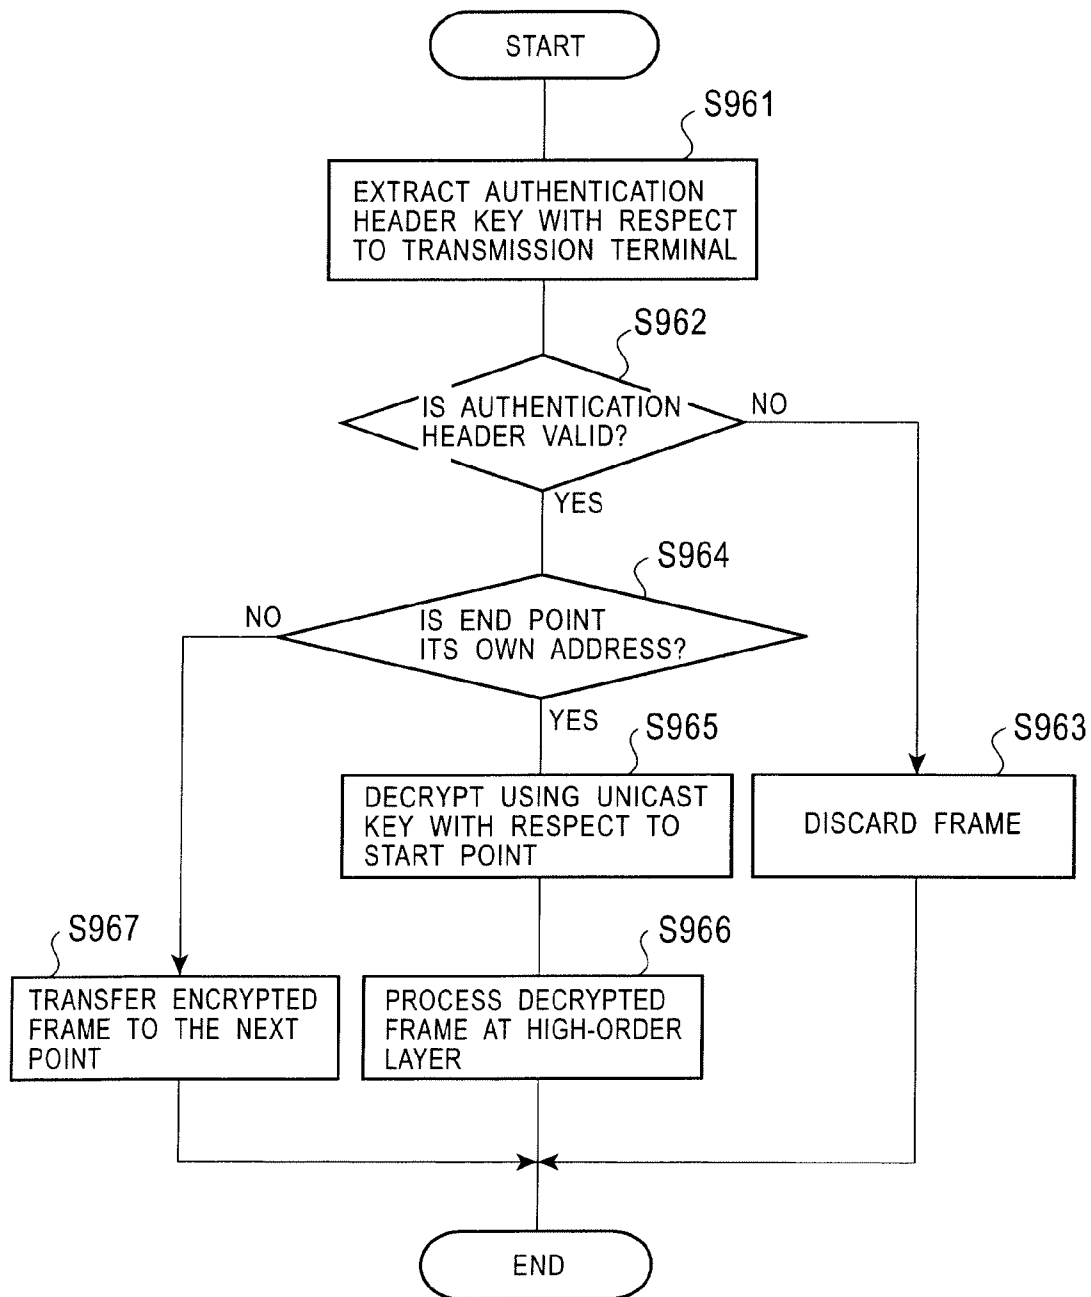 START
S961
EXTRACT AUTHENTICATION
HEADER KEY WITH RESPECT
TO TRANSMISSION TERMINAL
S962
IS AUTHENTICATION
HEADER VALID?
NO
YES
S964
NO
IS END POINT
ITS OWN ADDRESS?
YES
S965
S963
DECRYPT USING UNICAST
KEY WITH RESPECT TO
START POINT
DISCARD FRAME
S967
S966
TRANSFER ENCRYPTED
FRAME TO THE NEXT
POINT
PROCESS DECRYPTED
FRAME AT HIGH-ORDER
LAYER
END